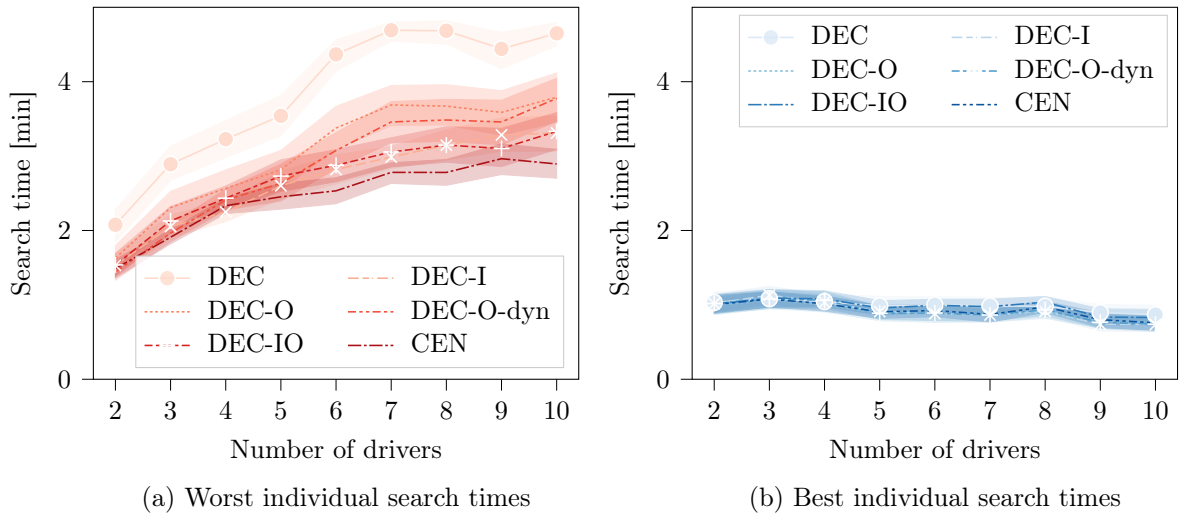 Search time [min]
4
2
0
DEC
DEC-I
DEC-O
DEC-O-dyn
DEC-IO
CEN
2 3 4 5 6 7 8 9 10
Number of drivers
(a) Worst individual search times
Search time [min]
4
2
0
DEC
DEC-I
DEC-O
DEC-O-dyn
DEC-IO
CEN
2 3 4 5 6 7 8 9 10
Number of drivers
(b) Best individual search times